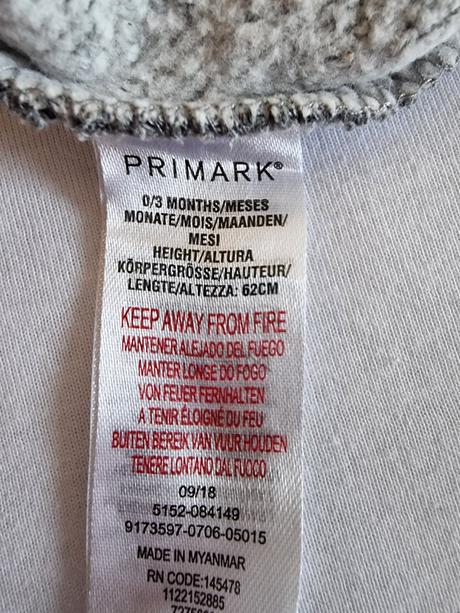 PRIMARK®
0/3 MONTHS/MESES
MONATE/MOIS/MAANDEN/
MESI
HEIGHT/ALTURA
KÖRPERGRÖSSE/HAUTEUR/
LENGTE/ALTEZZA: 62CM
KEEP AWAY FROM FIRE
MANTENER ALEJADO DEL FUEGO
MANTER LONGE DO FOGO
VON FEUER FERNHALTEN
A TENIR ÉLOIGNÉ DU FEU
BUITEN BEREIK VAN VUUR HOUDEN
TENERE LONTANO DAL FUOCO
09/18
5152-084149
9173597-0706-05015
MADE IN MYANMAR
RN CODE:145478
1122152885